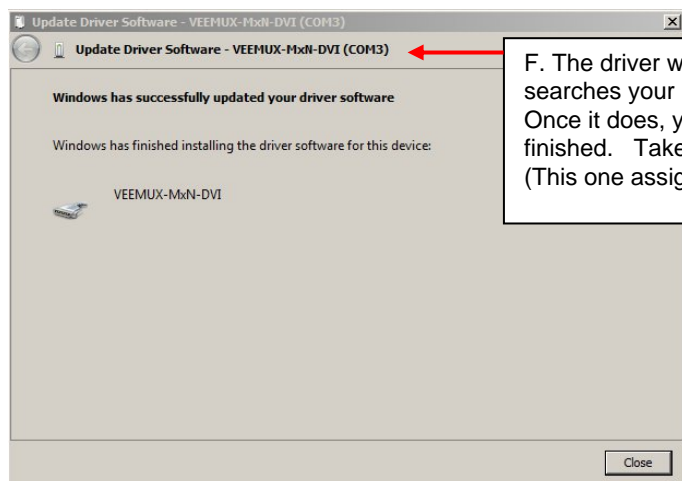 Update Driver Software - VEEMUX-MxN-DVI (COM3)
Update Driver Software - VEEMUX-MxN-DVI (COM3)
Windows has successfully updated your driver software
Windows has finished installing the driver software for this device:
VEEMUX-MxN-DVI
Close
F. The driver w
searches your
Once it does, y
finished. Take
(This one assig